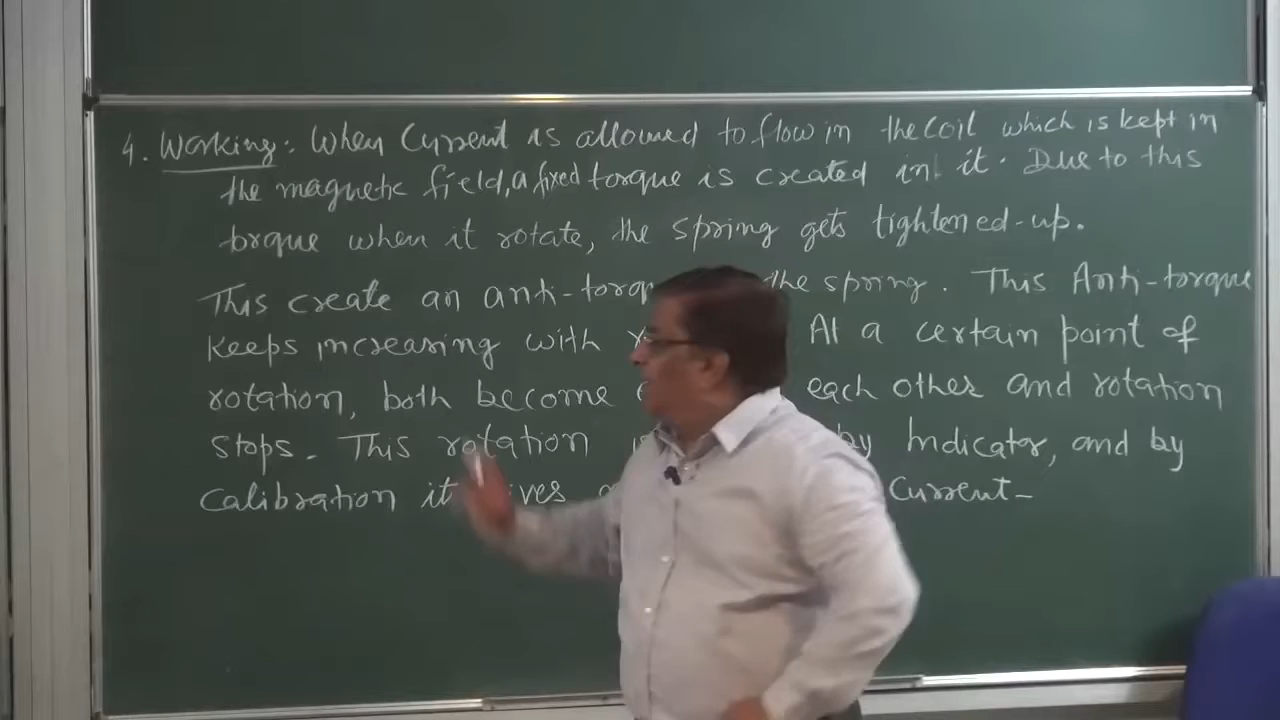 4. Working: When Current is allowed to flow in the coil which is kept in
the magnetic field, a fixed torque is created in it. Due to this
torque when it rotate, the spring gets tightened-up.
This create an anti-torq the spring. This Anti-torque
keeps increasing with At a certain point of
rotation, both become each other and rotation
stops. This rotation by Indicator, and by
Calibration it ives Current-